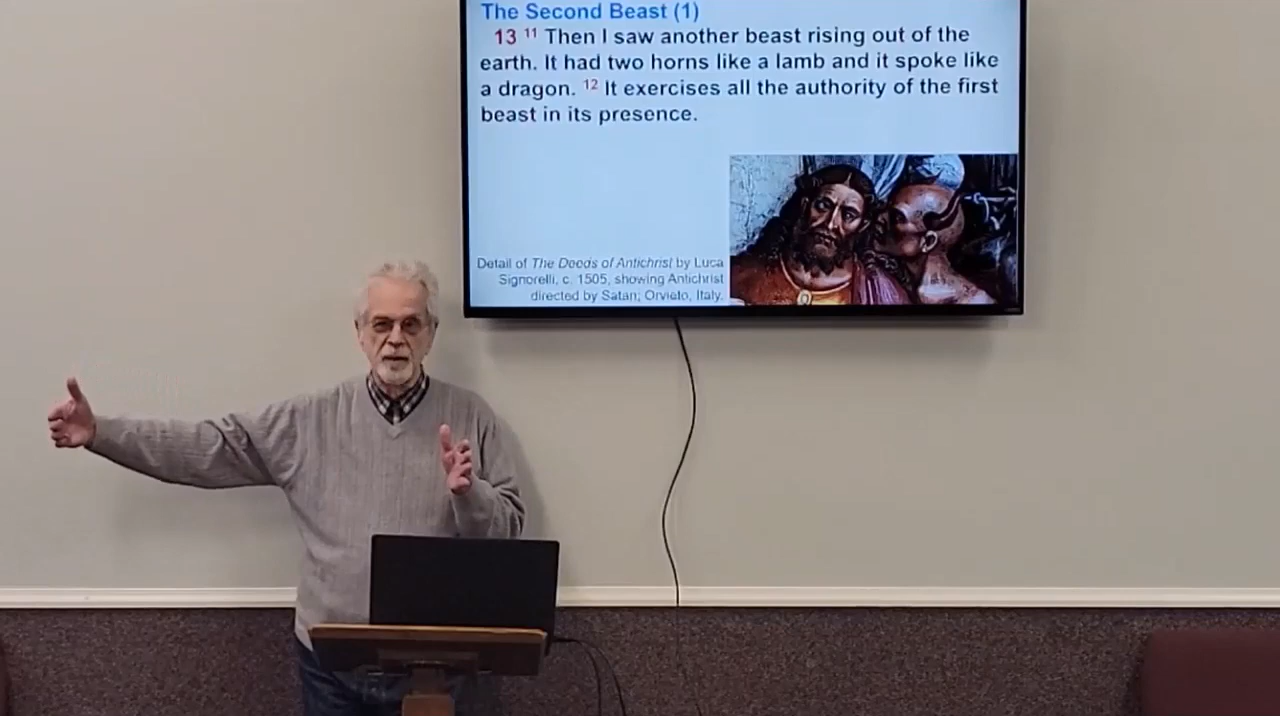 The Second Beast (1)
13 11 Then I saw another beast rising out of the
earth. It had two horns like a lamb and it spoke like
a dragon. 12 It exercises all the authority of the first
beast in its presence.
Detail of The Deeds of Antichrist by Luca
Signorelli, c. 1505, showing Antichrist
directed by Satan; Orvieto, Italy.